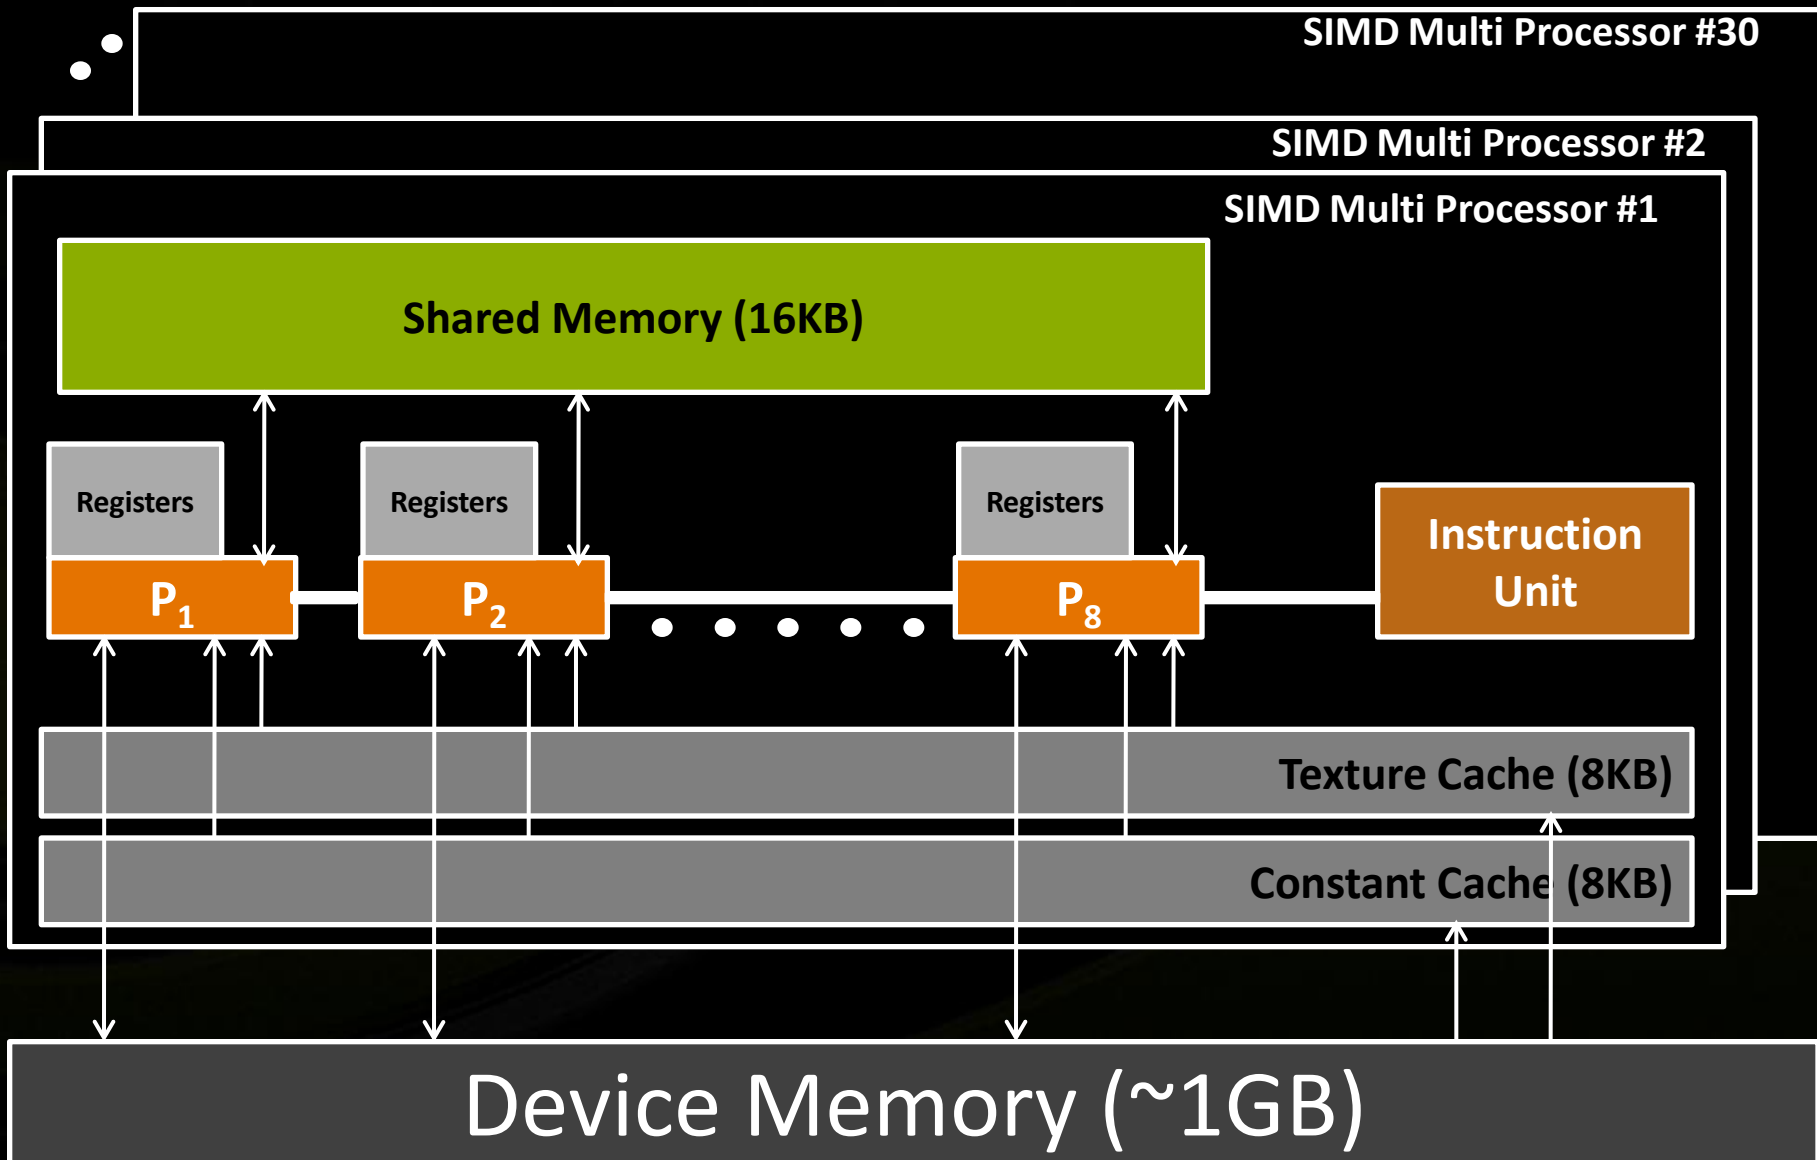 SIMD Multi Processor #30
SIMD Multi Processor #2
SIMD Multi Processor #1
Shared Memory (16KB)
Registers
Registers
Registers
P1
P2
P8
Instruction
Unit
Texture Cache (8KB)
Constant Cache (8KB)
Device Memory (~1GB)